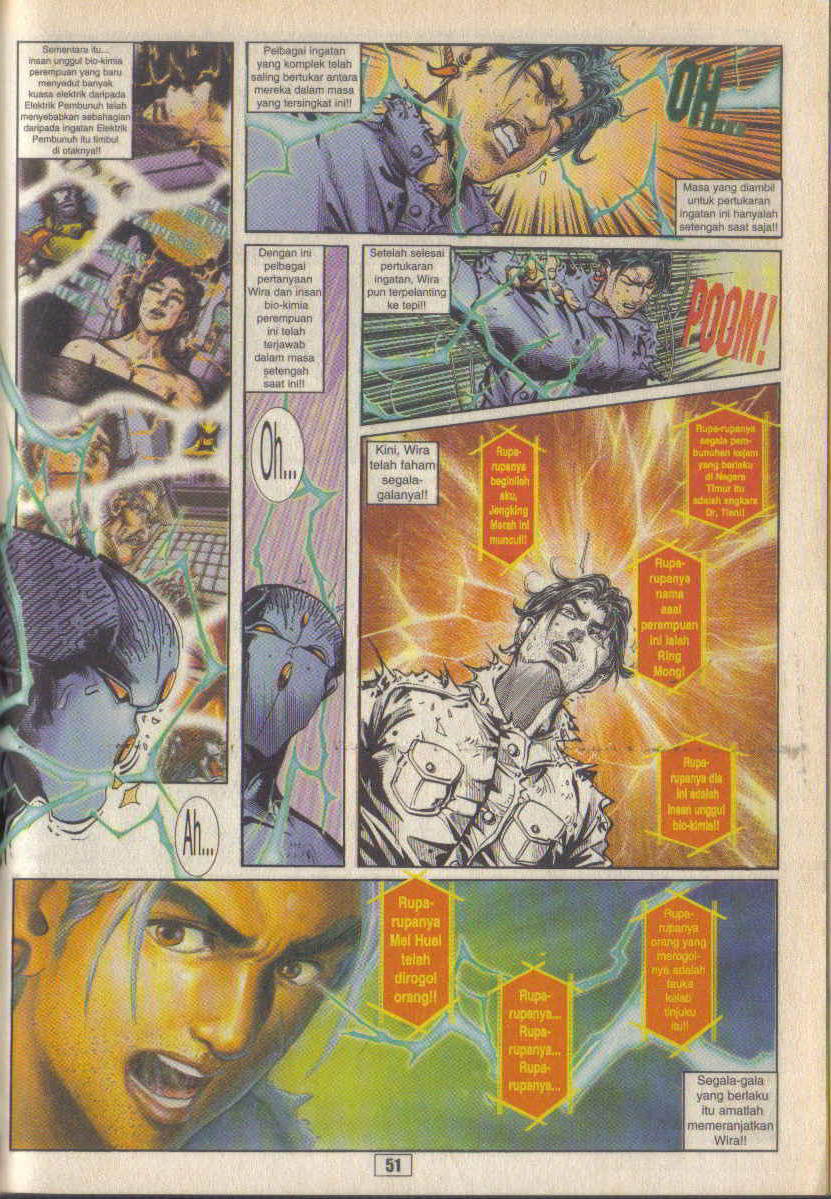 Sementara itu...
insan unggul bio-kimia
perempuan yang baru
menyedut banyak
kuasa elektrik daripada
Elektrik Pembunuh telah
menyebabkan sebahagian
daripada ingatan Elektrik
Pembunuh itu timbul
di otaknya!!
Pelbagai ingatan
yang komplek telah
saling bertukar antara
mereka dalam masa
yang tersingkat ini!!
OH...
Masa yang diambil
untuk pertukaran
ingatan ini hanyalah
setengah saat saja!!
Dengan ini
pelbagai
pertanyaan
Wira dan insan
bio-kimia
perempuan
ini telah
terjawab
dalam masa
setengah
saat ini!!
Oh...
Setelah selesai
pertukaran
ingatan, Wira
pun terpelanting
ke tepi!!
POOM!
Kini, Wira
telah faham
segala-
galanya!!
Rupa-
rupanya
beginilah
aku,
Jengking
Merah ini
muncul!!
Rupa-rupanya
segala pem-
bunuhan kejam
yang berlaku
di Negara
Timur itu
adalah angkara
Dr, Tien!!
Rupa-
rupanya
nama
asal
perempuan
ini ialah
Ring
Mong!
Rupa-
rupanya dia
ini adalah
insan unggul
bio-kimia!!
Ah...
Rupa-
rupanya
Mei Huei
telah
dirogol
orang!!
Rupa-
rupanya...
Rupa-
rupanya...
Rupa-
rupanya...
Rupa-
rupanya
orang yang
merogol-
nya adalah
tauke
kelab
tinjuku
itu!!
Segala-gala
yang berlaku
itu amatlah
memeranjatkan
Wira!!
51